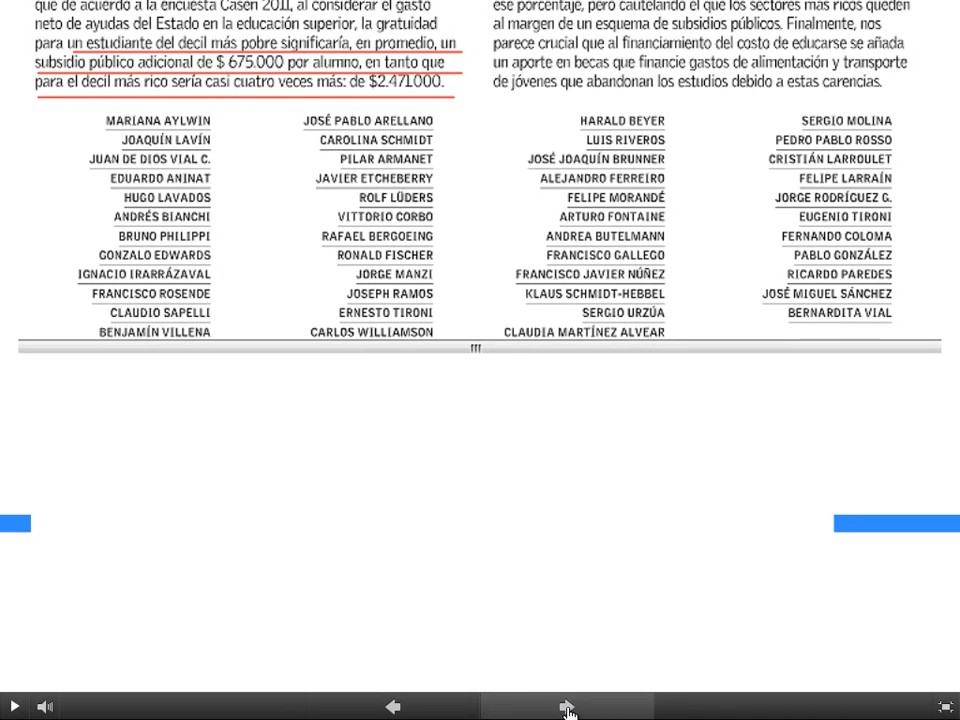 que de acuerdo a la encuesta Casen 2011, al considerar el gasto
neto de ayudas del Estado en la educación superior, la gratuidad
para un estudiante del decil más pobre significaría, en promedio, un
subsidio público adicional de $ 675.000 por alumno, en tanto que
para el decil más rico sería casi cuatro veces más: de $2.471.000.
ese porcentaje, pero cautelando el que los sectores más ricos queden
al margen de un esquema de subsidios públicos. Finalmente, nos
parece crucial que al financiamiento del costo de educarse se añada
un aporte en becas que financie gastos de alimentación y transporte
de jóvenes que abandonan los estudios debido a estas carencias.
MARIANA AYLWIN
JOAQUÍN LAVÍN
JUAN DE DIOS VIAL C.
EDUARDO ANINAT
HUGO LAVADOS
ANDRÉS BIANCHI
BRUNO PHILIPPI
GONZALO EDWARDS
IGNACIO IRARRÁZAVAL
FRANCISCO ROSENDE
CLAUDIO SAPELLI
BENJAMÍN VILLENA
JOSÉ PABLO ARELLANO
CAROLINA SCHMIDT
PILAR ARMANET
JAVIER ETCHEBERRY
ROLF LÜDERS
VITTORIO CORBO
RAFAEL BERGOEING
RONALD FISCHER
JORGE MANZI
JOSEPH RAMOS
ERNESTO TIRONI
CARLOS WILLIAMSON
HARALD BEYER
LUIS RIVEROS
JOSÉ JOAQUÍN BRUNNER
ALEJANDRO FERREIRO
FELIPE MORANDÉ
ARTURO FONTAINE
ANDREA BUTELMANN
FRANCISCO GALLEGO
FRANCISCO JAVIER NÚÑEZ
KLAUS SCHMIDT-HEBBEL
SERGIO URZÚA
CLAUDIA MARTÍNEZ ALVEAR
SERGIO MOLINA
PEDRO PABLO ROSSO
CRISTIÁN LARROULET
FELIPE LARRAÍN
JORGE RODRÍGUEZ G.
EUGENIO TIRONI
FERNANDO COLOMA
PABLO GONZÁLEZ
RICARDO PAREDES
JOSÉ MIGUEL SÁNCHEZ
BERNARDITA VIAL